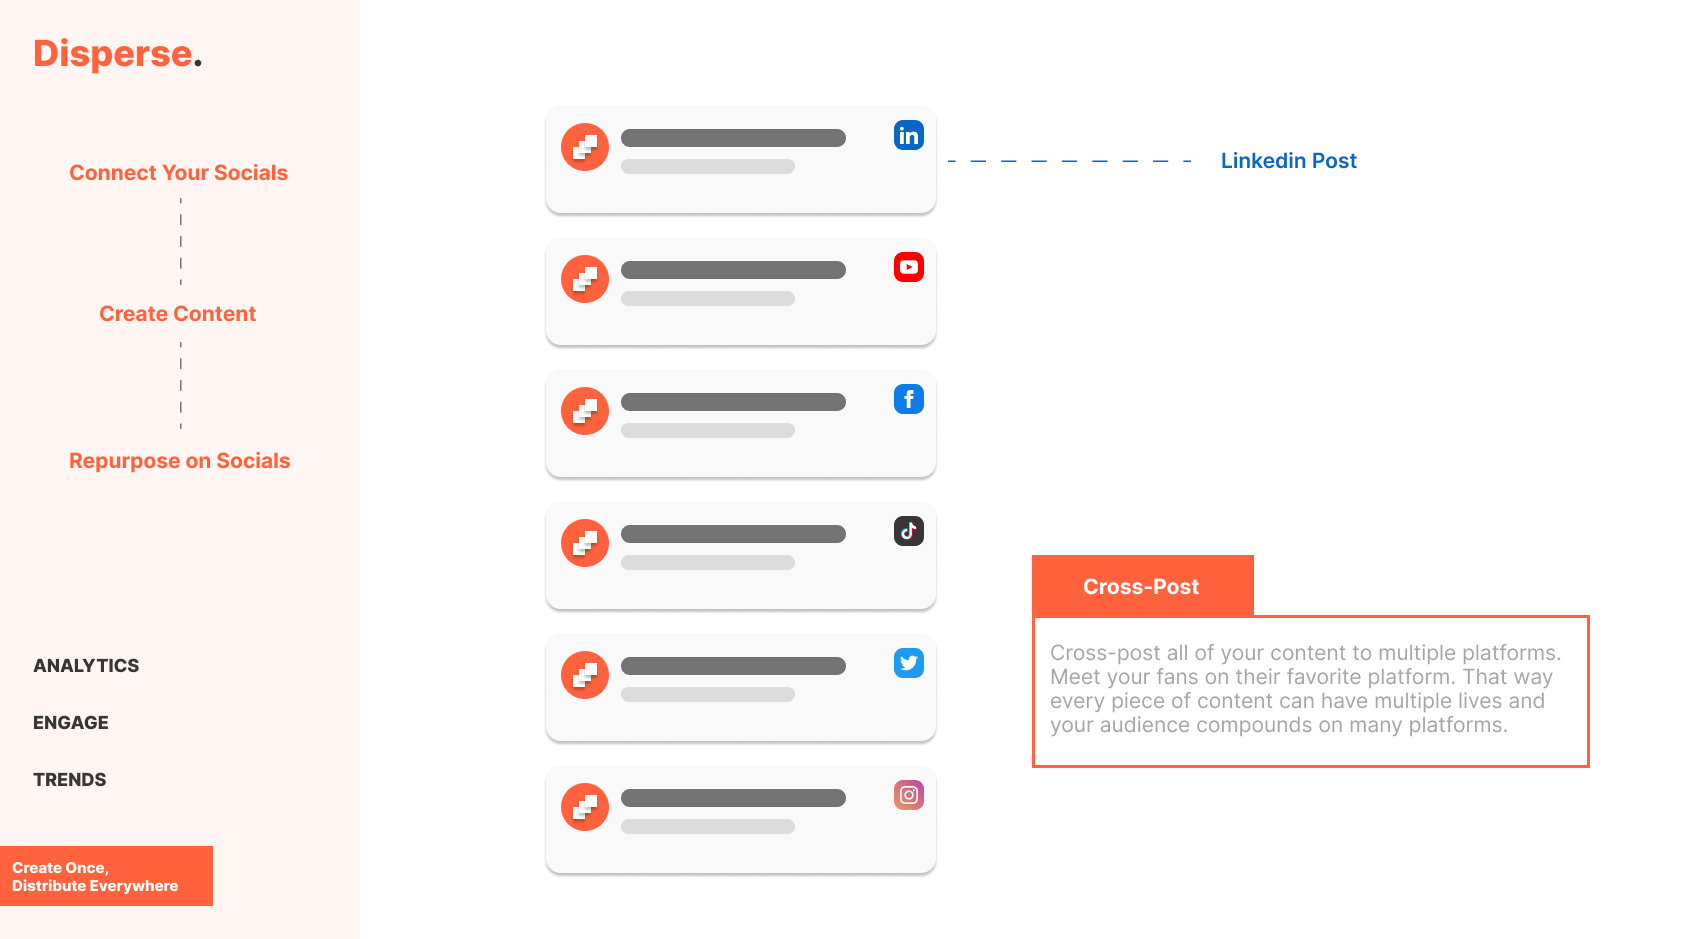 Disperse.
Connect Your Socials
Create Content
Repurpose on Socials
ANALYTICS
ENGAGE
TRENDS
Create Once,
Distribute Everywhere
in
Linkedin Post
f
Cross-Post
Cross-post all of your content to multiple platforms.
Meet your fans on their favorite platform. That way
every piece of content can have multiple lives and
your audience compounds on many platforms.